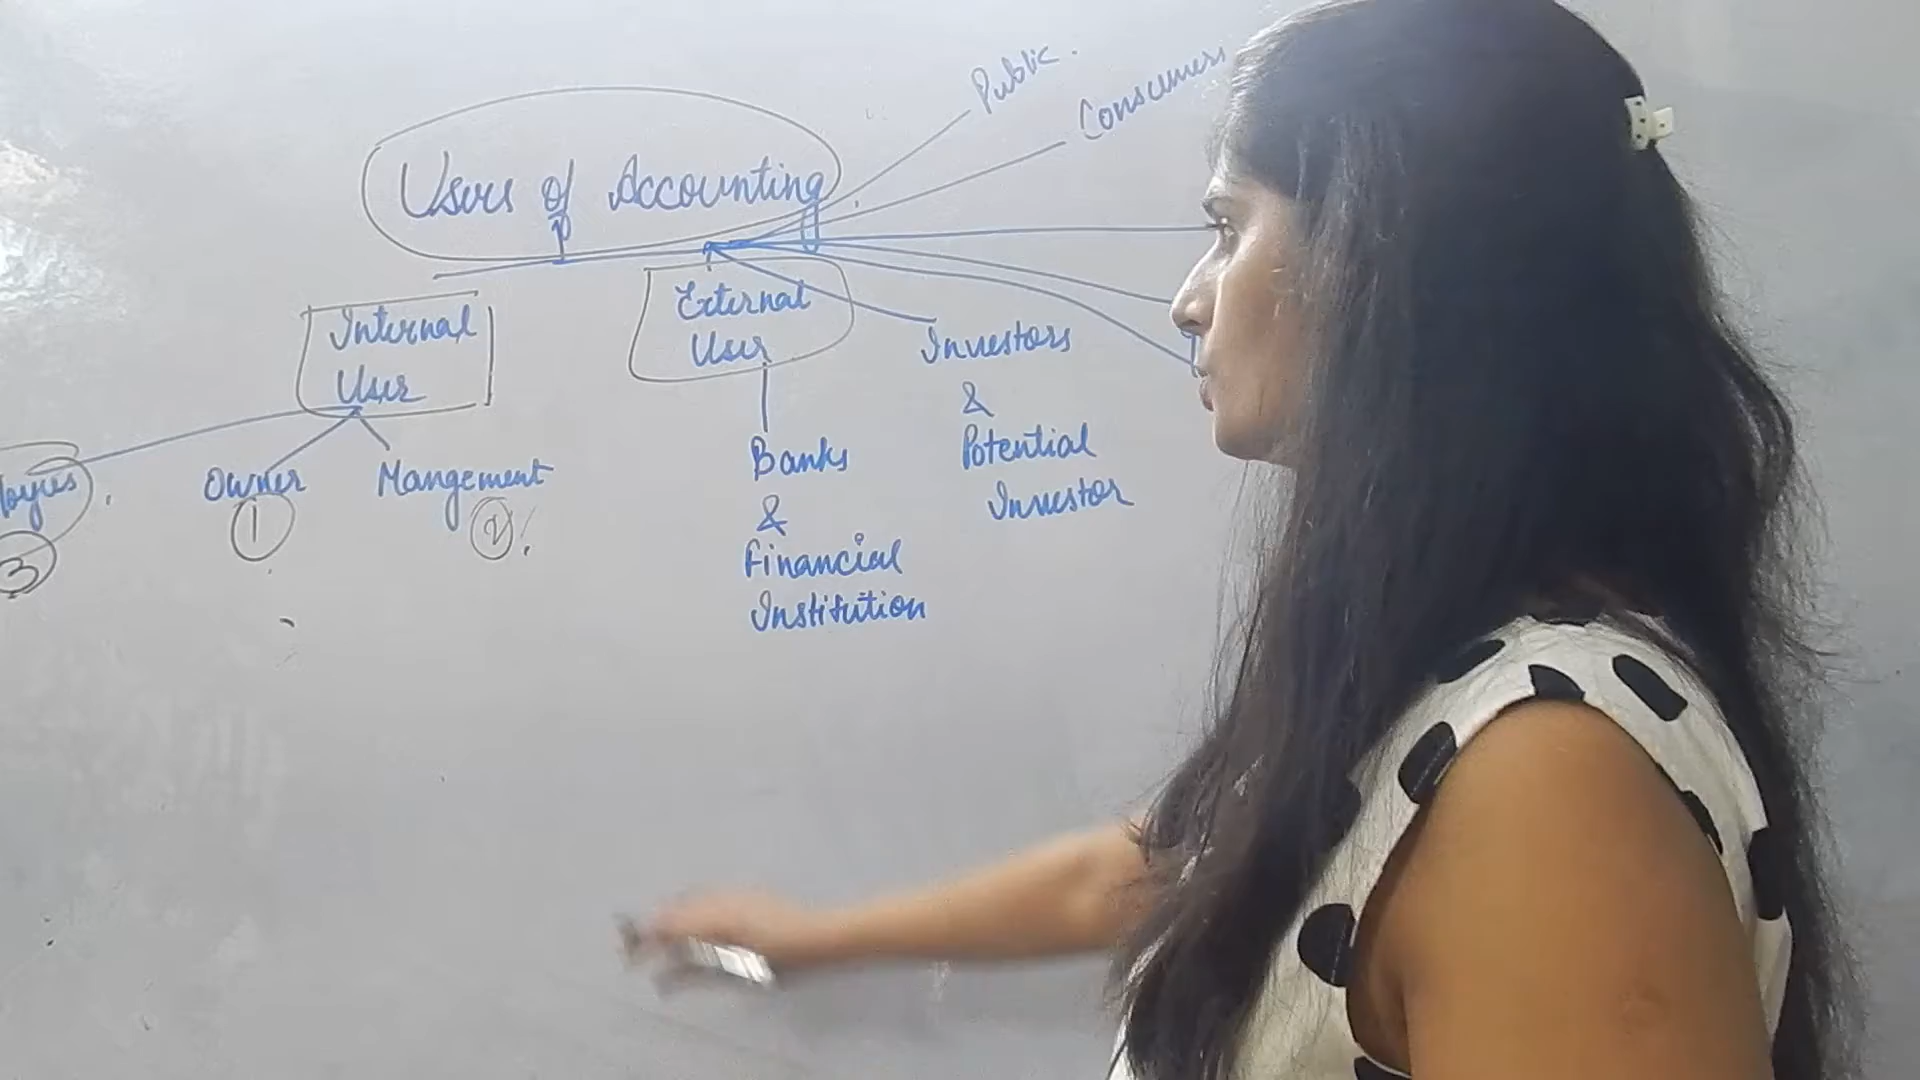 Public.
Consumers
Users of Accounting
Internal
User
External
User
Investors
&
Potential
Investor
Owner
1
Mangement
2
3
Banks
&
Financial
Institution